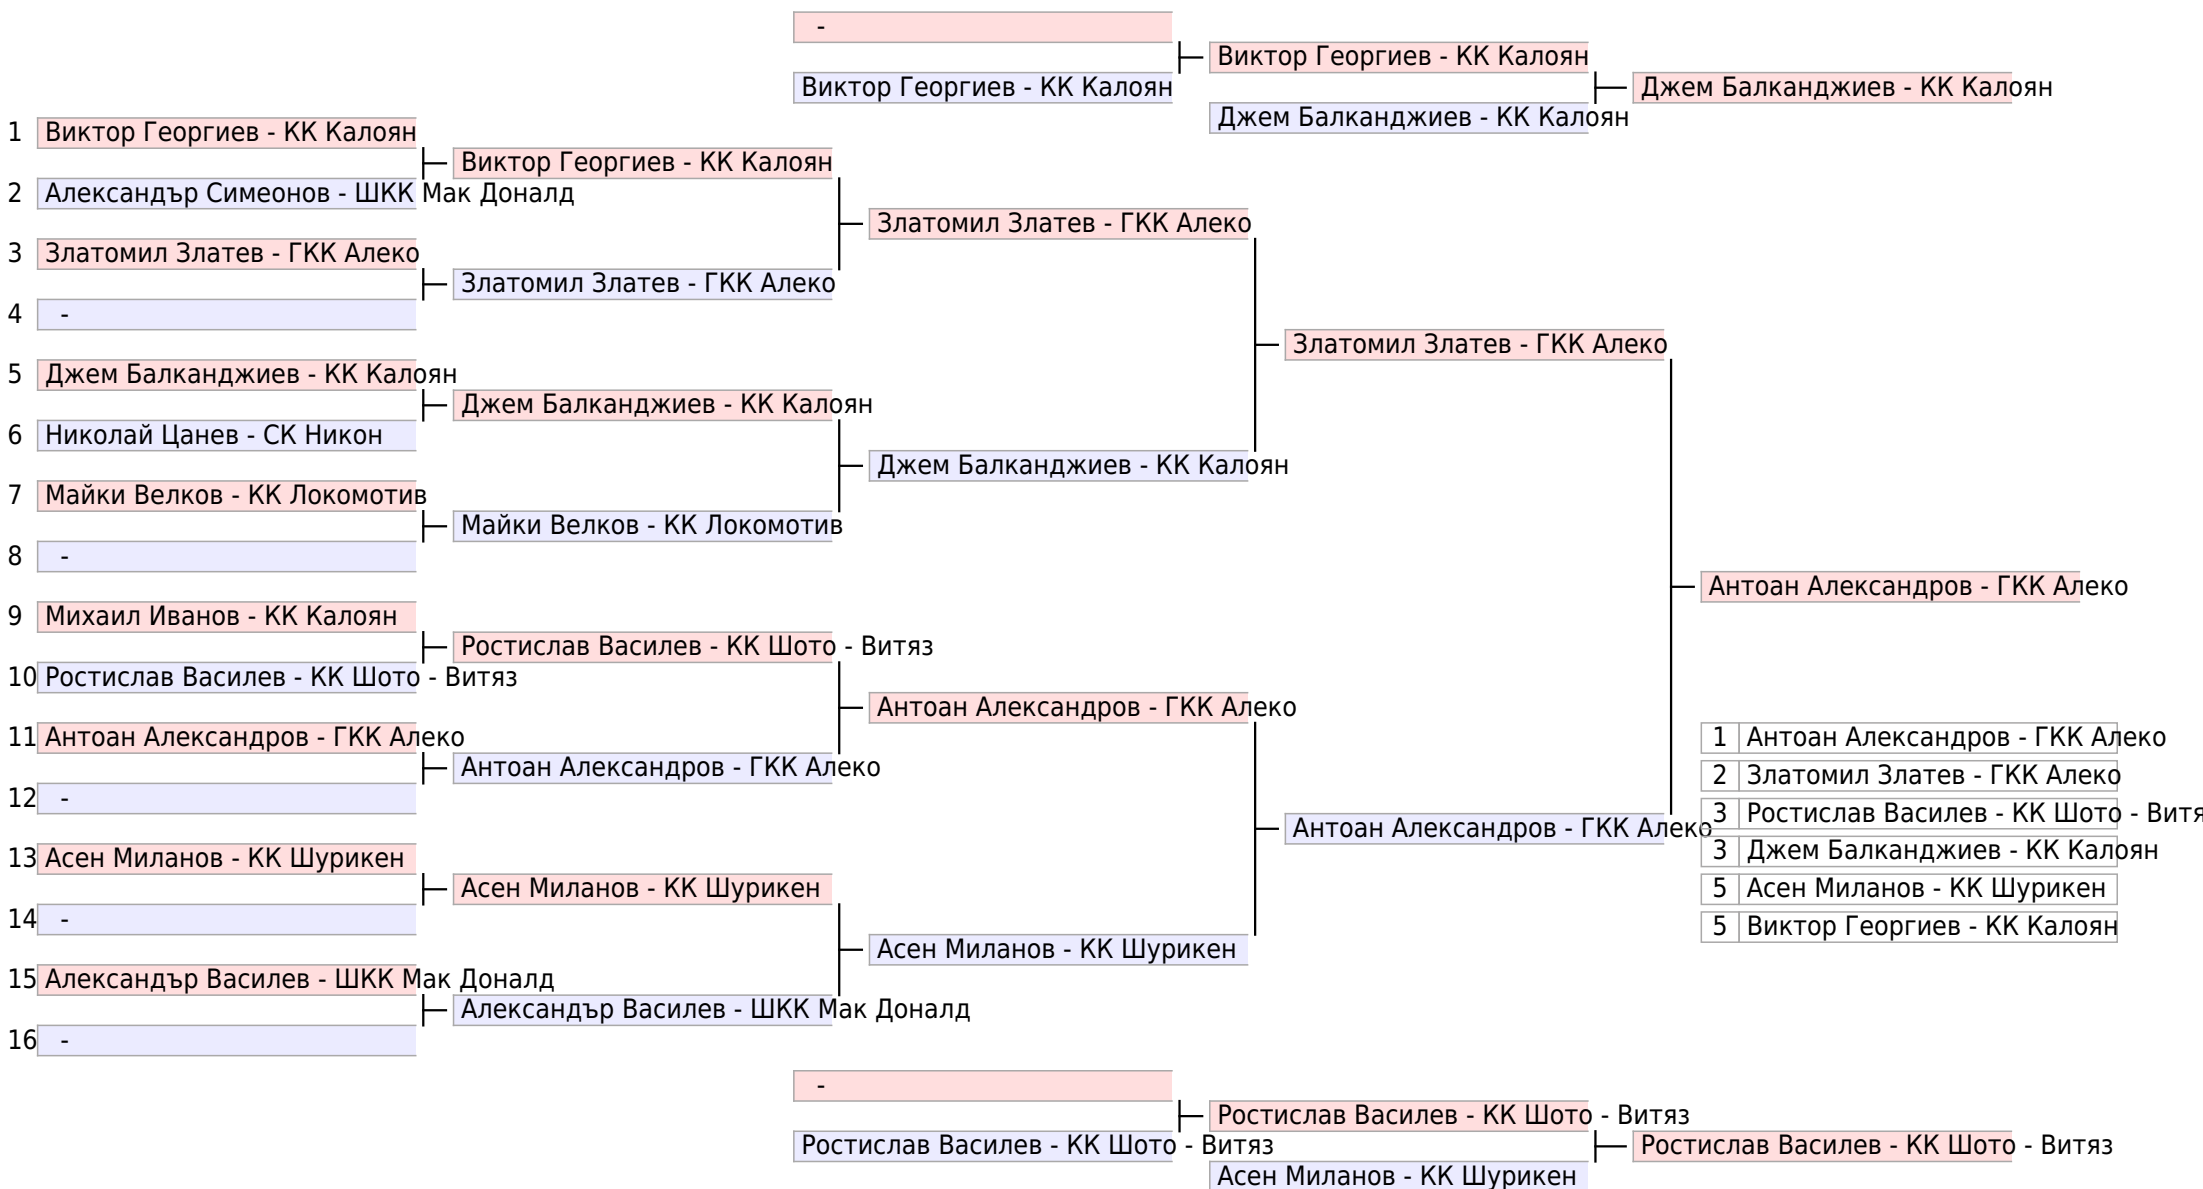 -
Виктор Георгиев - КК Калоян
Виктор Георгиев - КК Калоян
Джем Балканджиев - КК Калоян
Джем Балканджиев - КК Калоян
1 Виктор Георгиев - КК Калоян
Виктор Георгиев - КК Калоян
2 Александър Симеонов - ШКК Мак Доналд
Златомил Златев - ГКК Алеко
3 Златомил Златев - ГКК Алеко
Златомил Златев - ГКК Алеко
4 -
Златомил Златев - ГКК Алеко
5 Джем Балканджиев - КК Калоян
Джем Балканджиев - КК Калоян
6 Николай Цанев - СК Никон
Джем Балканджиев - КК Калоян
7 Майки Велков - КК Локомотив
Майки Велков - КК Локомотив
8 -
Антоан Александров - ГКК Алеко
9 Михаил Иванов - КК Калоян
Ростислав Василев - КК Шото - Витяз
10 Ростислав Василев - КК Шото - Витяз
Антоан Александров - ГКК Алеко
11 Антоан Александров - ГКК Алеко
1 Антоан Александров - ГКК Алеко
Антоан Александров - ГКК Алеко
2 Златомил Златев - ГКК Алеко
12 -
3 Ростислав Василев - КК Шото - Витя
Антоан Александров - ГКК Алеко
3 Джем Балканджиев - КК Калоян
13 Асен Миланов - КК Шурикен
Асен Миланов - КК Шурикен
5 Асен Миланов - КК Шурикен
14 -
5 Виктор Георгиев - КК Калоян
Асен Миланов - КК Шурикен
15 Александър Василев - ШКК Мак Доналд
Александър Василев - ШКК Мак Доналд
16 -
-
Ростислав Василев - КК Шото - Витяз
Ростислав Василев - КК Шото - Витяз
Ростислав Василев - КК Шото - Витяз
Асен Миланов - КК Шурикен